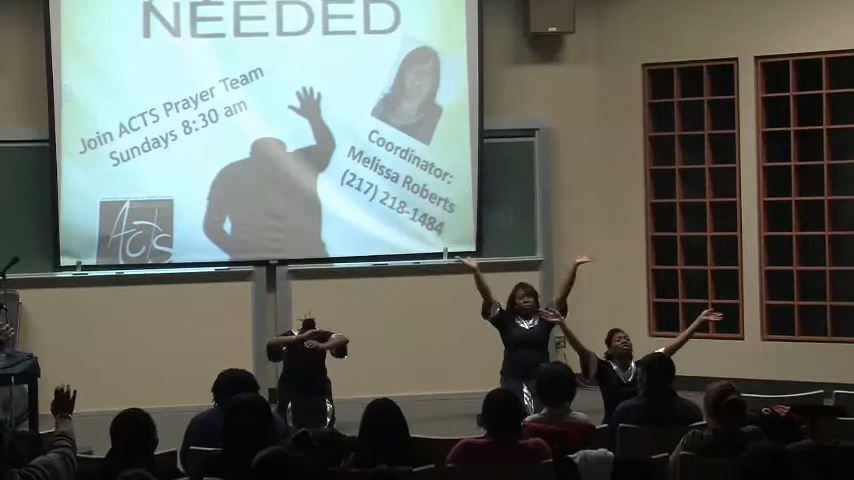 NEEDED
Join ACTS Prayer Team
Sundays 8:30 am
Coordinator:
Melissa Roberts
(217) 218-1484
Acts